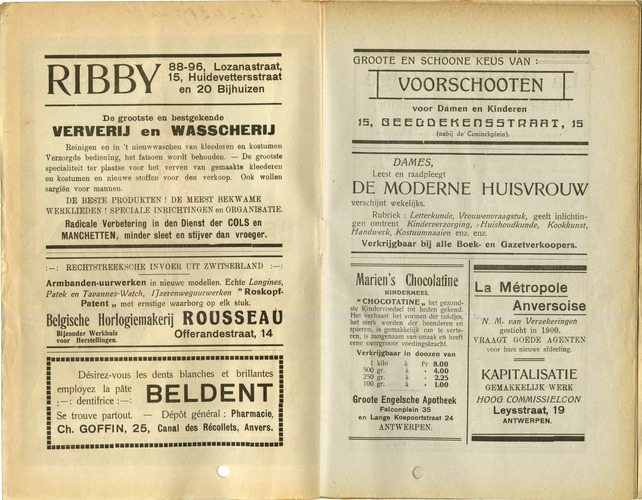 RIBBY
88-96, Lozanastraat,
15, Huidevettersstraat
en 20 Bijhuizen
De grootste en bestgekende
VERVERIJ en WASSCHERIJ
Reinigen en in 't nieuwwaschen van kleederen en kostumen
Verzorgde bediening, het fatsoen wordt behouden. — De grootste
specialiteit ter plaatse voor het verven van gemaakte kleederen
en kostumen en nieuwe stoffen voor den verkoop. Ook wollen
sargiën voor mannen.
DE BESTE PRODUKTEN ! DE MEEST BEKWAME
WERKLIEDEN ! SPECIALE INRICHTINGEN en ORGANISATIE.
Radicale Verbetering in den Dienst der COLS en
MANCHETTEN, minder sleet en stijver dan vroeger.
:—: RECHTSTREEKSCHE INVOER UIT ZWITSERLAND :—:
Armbanden-uurwerken in nieuwe modellen. Echte Longines,
Patek en Tavannes-Watch, IJzerenweguurwerken "Roskopf-
Patent„ met ernstige waarborg op elk stuk.
Belgische Horlogiemakerij ROUSSEAU
Bijzonder Werkhuis
voor Herstellingen.
Offerandestraat, 14
Désirez-vous les dents blanches et brillantes
employez la pâte
:—: dentifrice :—:
BELDENT
Se trouve partout. — Dépôt général : Pharmacie,
Ch. GOFFIN, 25, Canal des Récollets, Anvers.
GROOTE EN SCHOONE KEUS VAN :
VOORSCHOOTEN
voor Damen en Kinderen
15, BEEGDEKENSSTRAAT, 15
(nabij de Coninckplein).
DAMES,
Leest en raadpleegt
DE MODERNE HUISVROUW
verschijnt wekelijks.
Rubriek : Letterkunde, Vrouwenvraagstuk, geeft inlichtin-
gen omtrent Kinderverzorging, Huishoudkunde, Kookkunst,
Handwerk, Kostuumnaaien enz. enz.
Verkrijgbaar bij alle Boek- en Gazetverkoopers.
Marien's Chocolatine
KINDERMEEL
"CHOCOTATINE„ het gezond-
ste Kindervoedsel tot heden gekend.
Het verhaast het vormen der tandjes,
het sterk worden der beenderen en
spieren, is gemakkelijk om te verte-
ren, is aangenaam van smaak en heeft
eene overgroote voedingskracht.
Verkrijgbaar in doozen van
1 kilo à Fr. 8.00
500 gr. à » 4.00
250 gr. à » 2.25
100 gr. à » 1.00
Groote Engelsche Apotheek
Falconplein 35
en Lange Koepoortstraat 24
ANTWERPEN.
La Métropole
Anversoise
N. M. van Verzekeringen
gesticht in 1900.
VRAAGT GOEDE AGENTEN
voor hare nieuwe afdeeling.
KAPITALISATIE
GEMAKKELIJK WERK
HOOG COMMISSIELOON
Leysstraat, 19
ANTWERPEN.